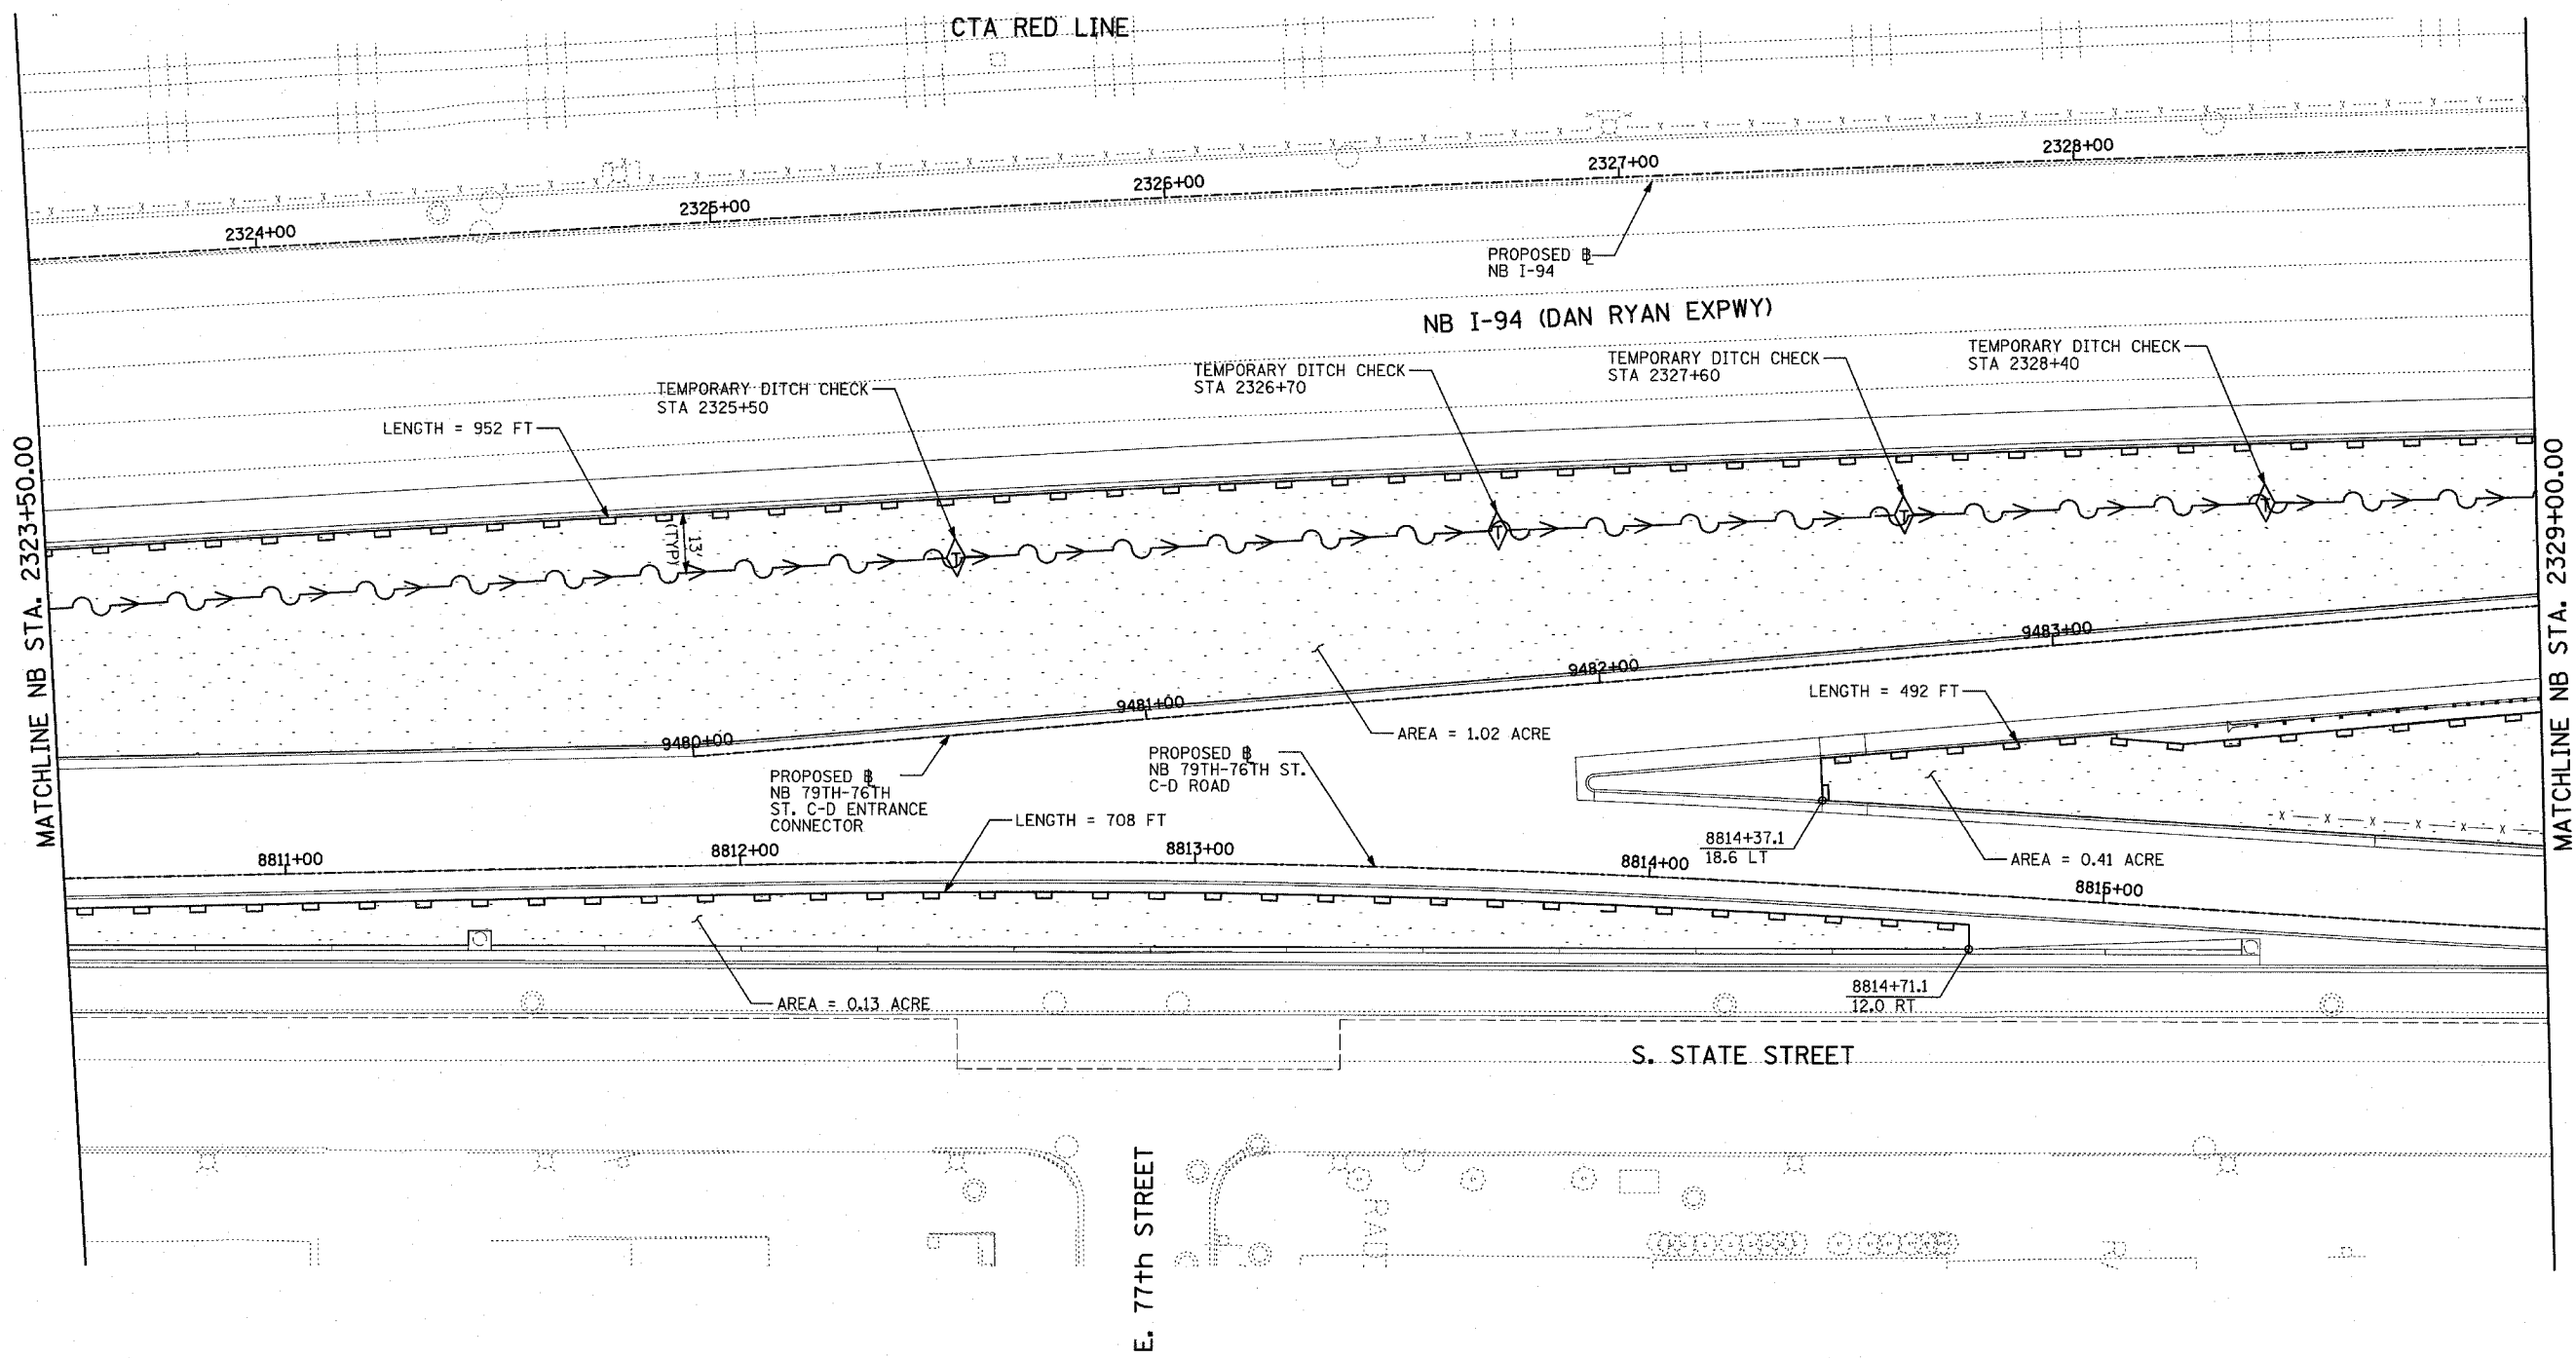 CTA RED LINE
2328+00
2327+00
2326+00
2325+00
2324+00
PROPOSED BL
NB I-94
NB I-94 (DAN RYAN EXPWY)
TEMPORARY DITCH CHECK
STA 2325+50
TEMPORARY DITCH CHECK
STA 2326+70
TEMPORARY DITCH CHECK
STA 2327+60
TEMPORARY DITCH CHECK
STA 2328+40
LENGTH = 952 FT
MATCHLINE NB STA. 2323+50.00
MATCHLINE NB STA. 2329+00.00
13'
(TYP)
T
T
T
T
9483+00
9482+00
9481+00
9480+00
LENGTH = 492 FT
AREA = 1.02 ACRE
PROPOSED BL
NB 79TH-76TH
ST. C-D ENTRANCE
CONNECTOR
PROPOSED BL
NB 79TH-76TH ST.
C-D ROAD
LENGTH = 708 FT
8814+37.1
18.6 LT
AREA = 0.41 ACRE
8811+00
8812+00
8813+00
8814+00
8815+00
AREA = 0.13 ACRE
8814+71.1
12.0 RT
S. STATE STREET
E. 77th STREET